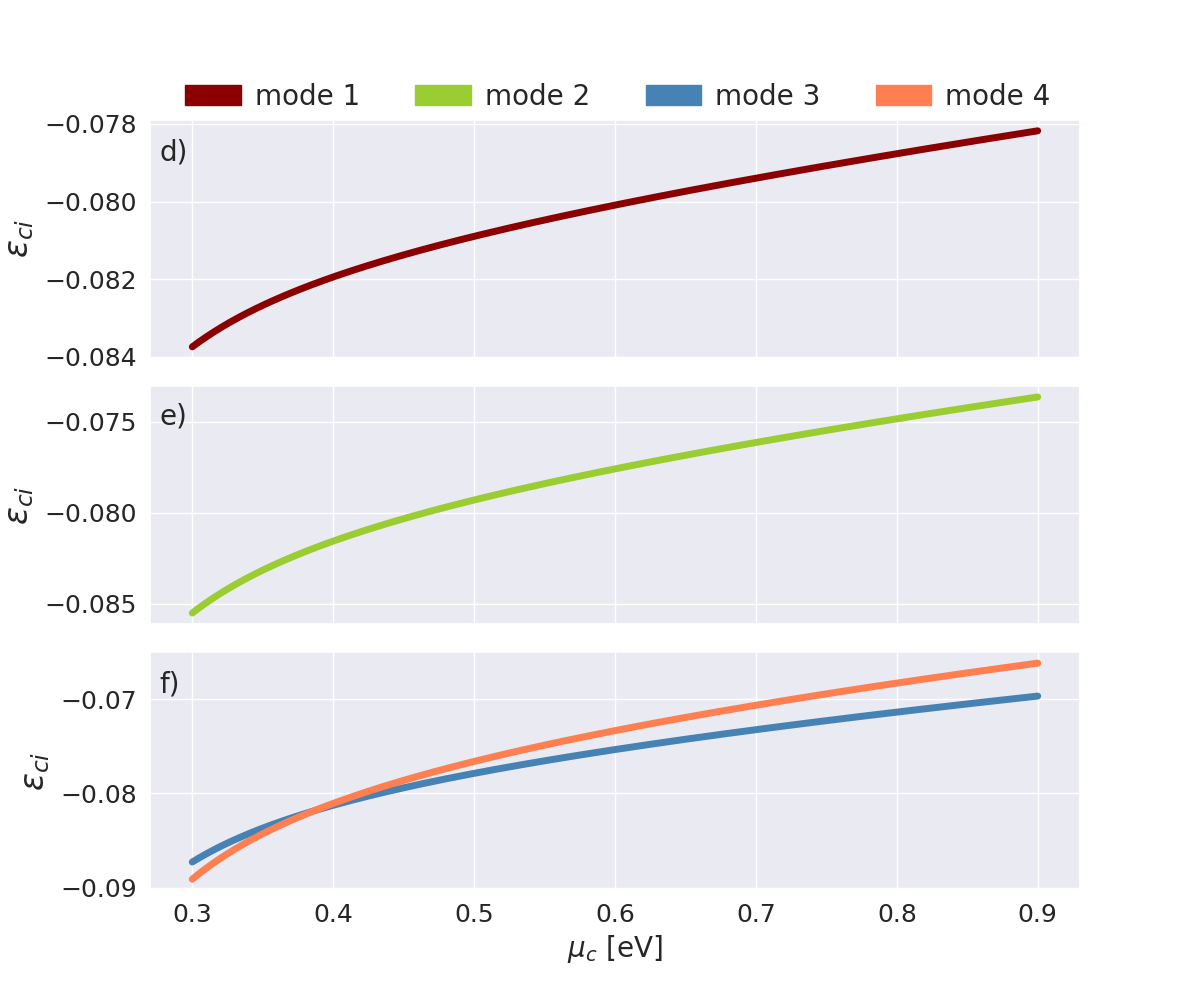 mode 1 mode 2 mode 3 mode 4
d)
−0.078
−0.080
−0.082
−0.084
ε_ci
e)
−0.075
−0.080
−0.085
ε_ci
f)
−0.07
−0.08
−0.09
ε_ci
0.3 0.4 0.5 0.6 0.7 0.8 0.9
μ_c [eV]